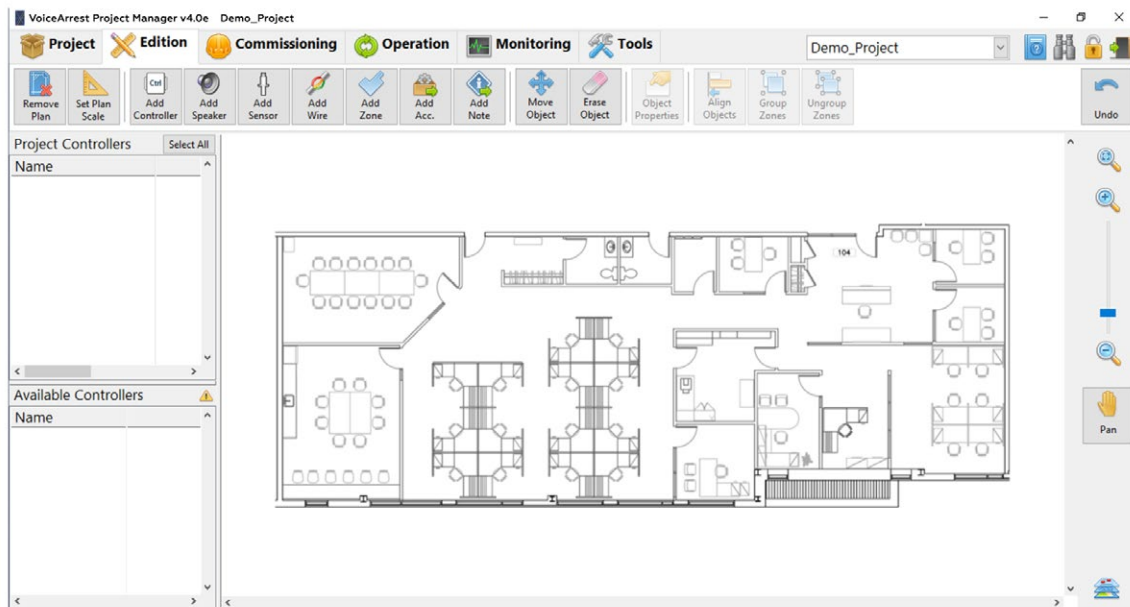 VoiceArrest Project Manager v4.0e Demo_Project
Project Edition Commissioning Operation Monitoring Tools Demo_Project
Remove Plan
Set Plan Scale
Ctrl
Add Controller
Add Speaker
Add Sensor
Add Wire
Add Zone
Add Acc.
Add Note
Move Object
Erase Object
Object Properties
Align Objects
Group Zones
Ungroup Zones
Undo
Project Controllers Select All
Name
104
Available Controllers
Name
Pan